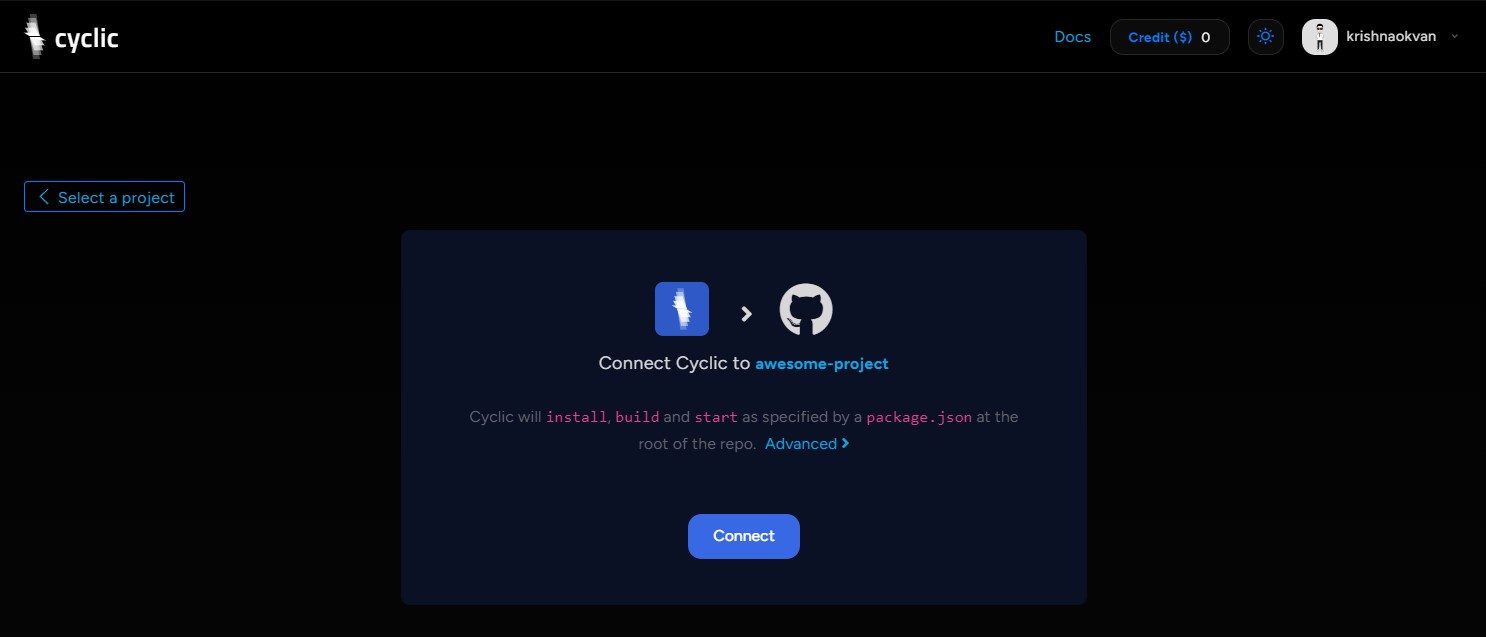 cyclic
Docs
Credit ($) 0
krishnaokvan
Select a project
Connect Cyclic to awesome-project
Cyclic will install, build and start as specified by a package.json at the
root of the repo. Advanced
Connect